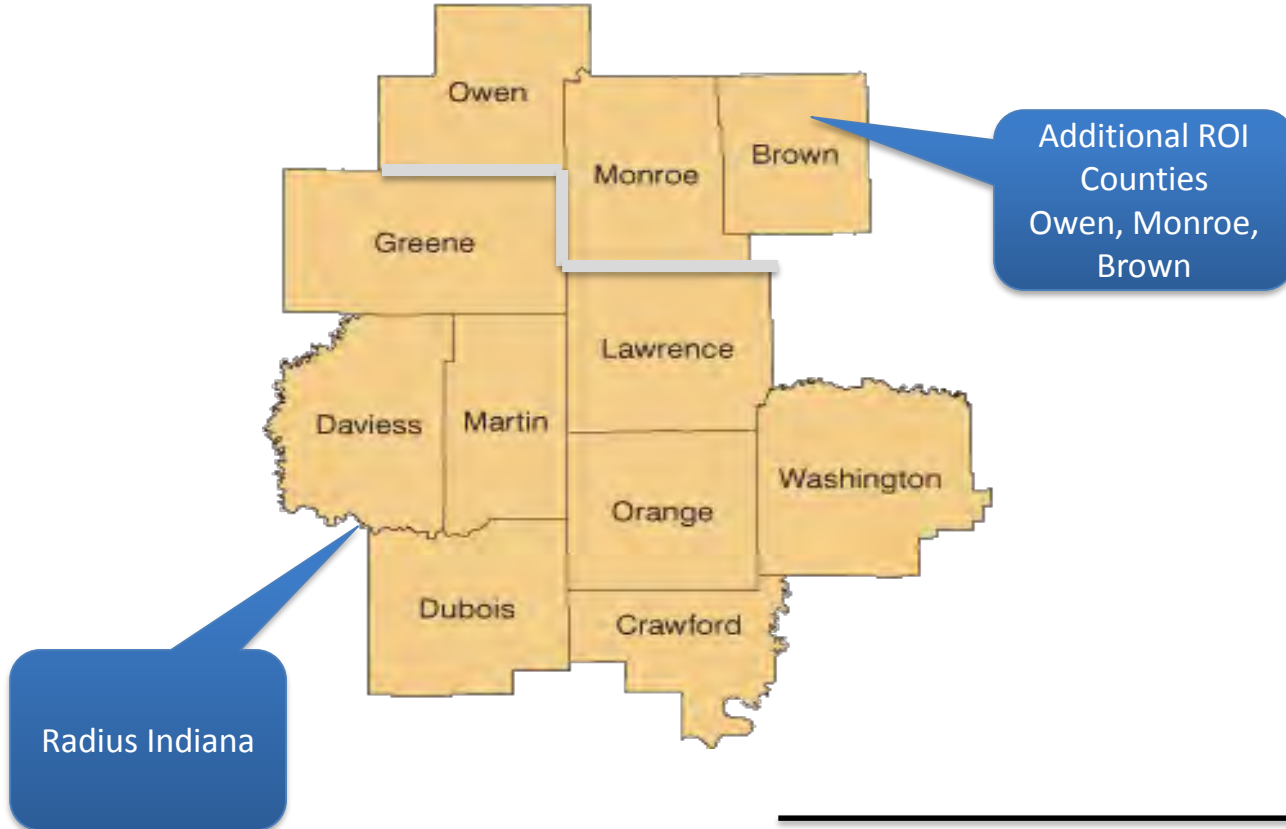 Owen
Monroe
Brown
Additional ROI
Counties
Owen, Monroe,
Brown
Greene
Lawrence
Daviess
Martin
Washington
Orange
Dubois
Crawford
Radius Indiana